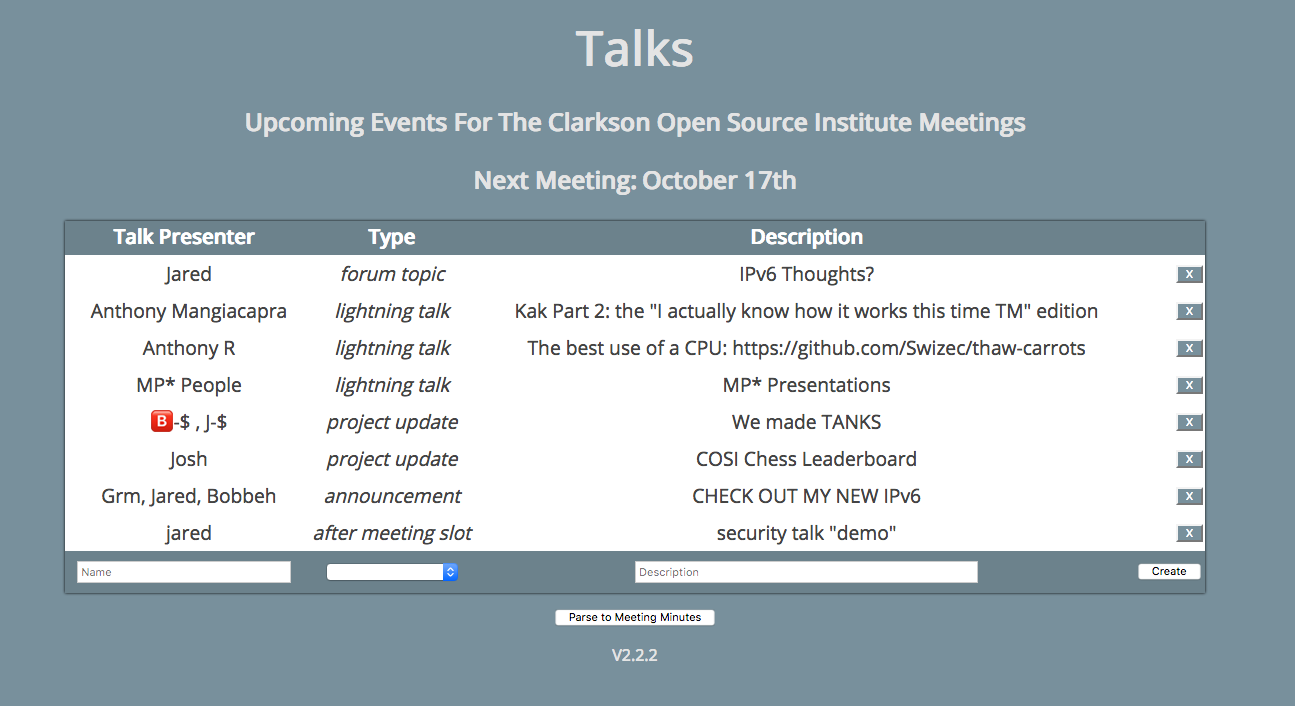 Talks
Upcoming Events For The Clarkson Open Source Institute Meetings
Next Meeting: October 17th
Talk Presenter Type Description
Jared forum topic IPv6 Thoughts? X
Anthony Mangiacapra lightning talk Kak Part 2: the "I actually know how it works this time TM" edition X
Anthony R lightning talk The best use of a CPU: https://github.com/Swizec/thaw-carrots X
MP* People lightning talk MP* Presentations X
🅱-$ , J-$ project update We made TANKS X
Josh project update COSI Chess Leaderboard X
Grm, Jared, Bobbeh announcement CHECK OUT MY NEW IPv6 X
jared after meeting slot security talk "demo" X
Name Description Create
Parse to Meeting Minutes
V2.2.2